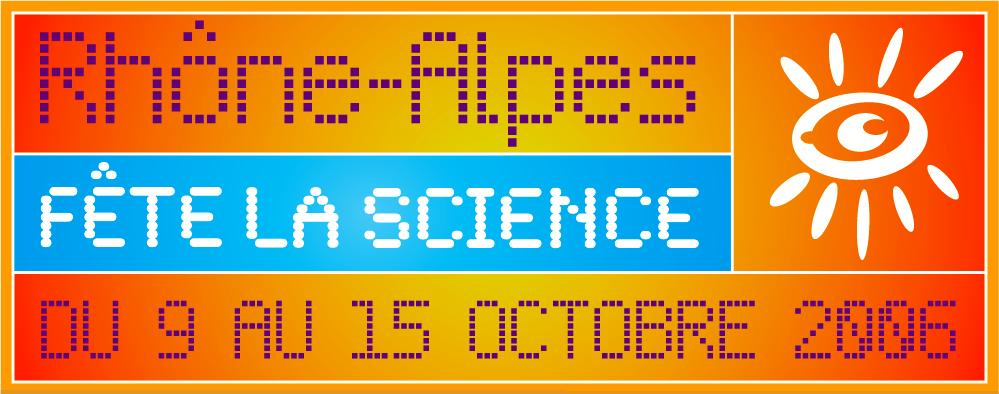 Rhône-Alpes
FÊTE LA SCIENCE
DU 9 AU 15 OCTOBRE 2006